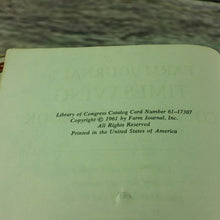 Library of Congress Catalog Card Number 61-17307
Copyright © 1961 by Farm Journal, Inc.
All Rights Reserved
Printed in the United States of America